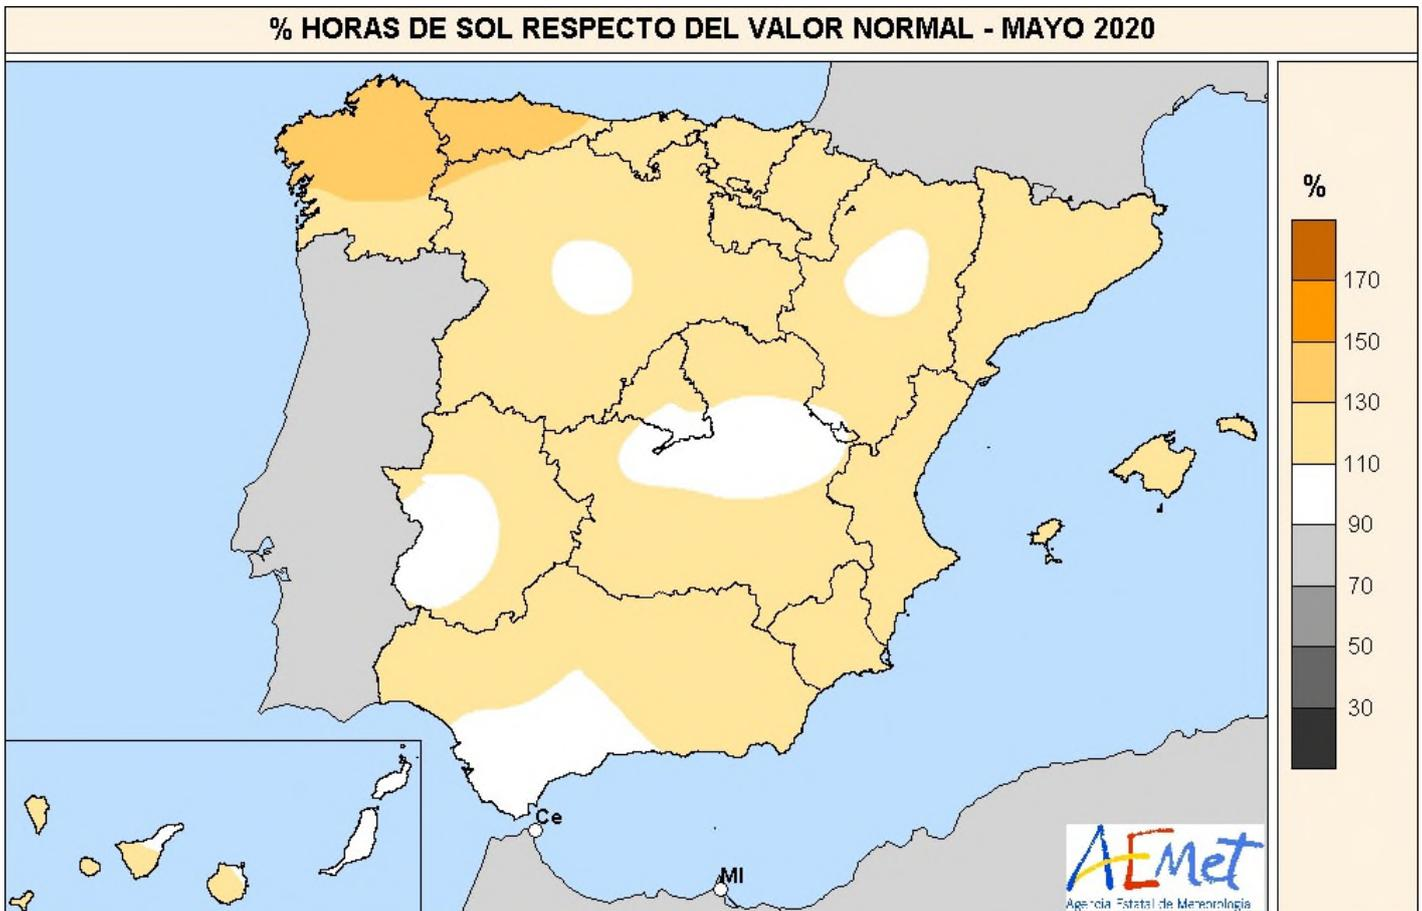 % HORAS DE SOL RESPECTO DEL VALOR NORMAL - MAYO 2020
%
170
150
130
110
90
70
50
30
Ce
Ml
AEMet
Agencia Estatal de Meteorología